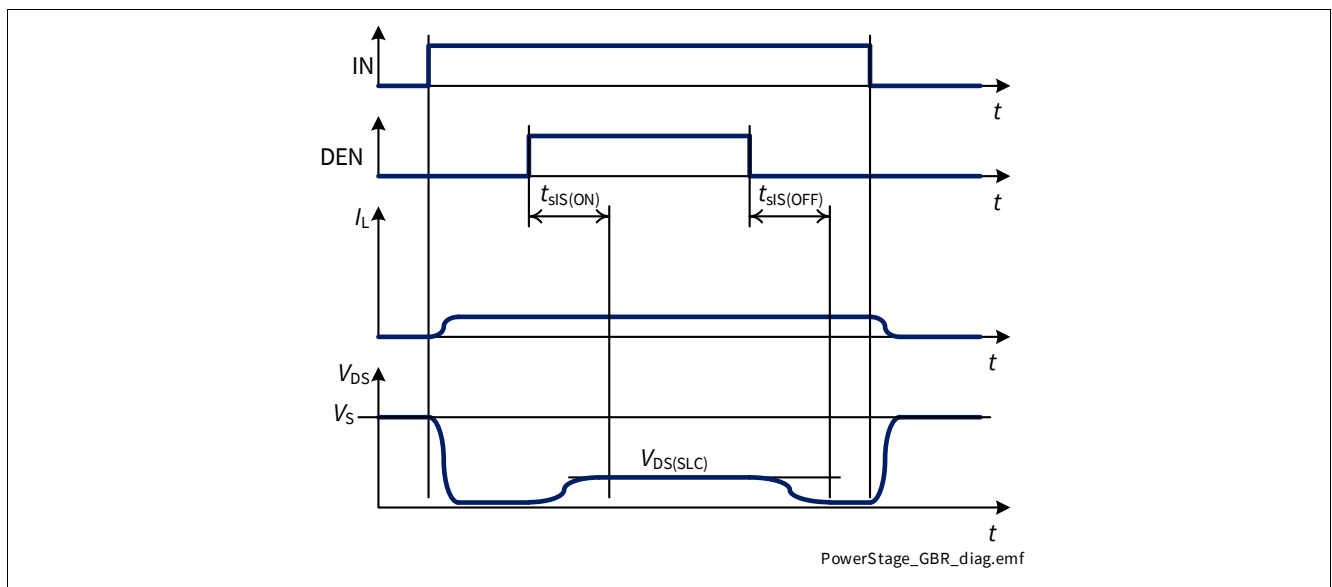 IN
t
DEN
t
tsIS(ON)
tsIS(OFF)
IL
t
VDS
VS
VDS(SLC)
t
PowerStage_GBR_diag.emf